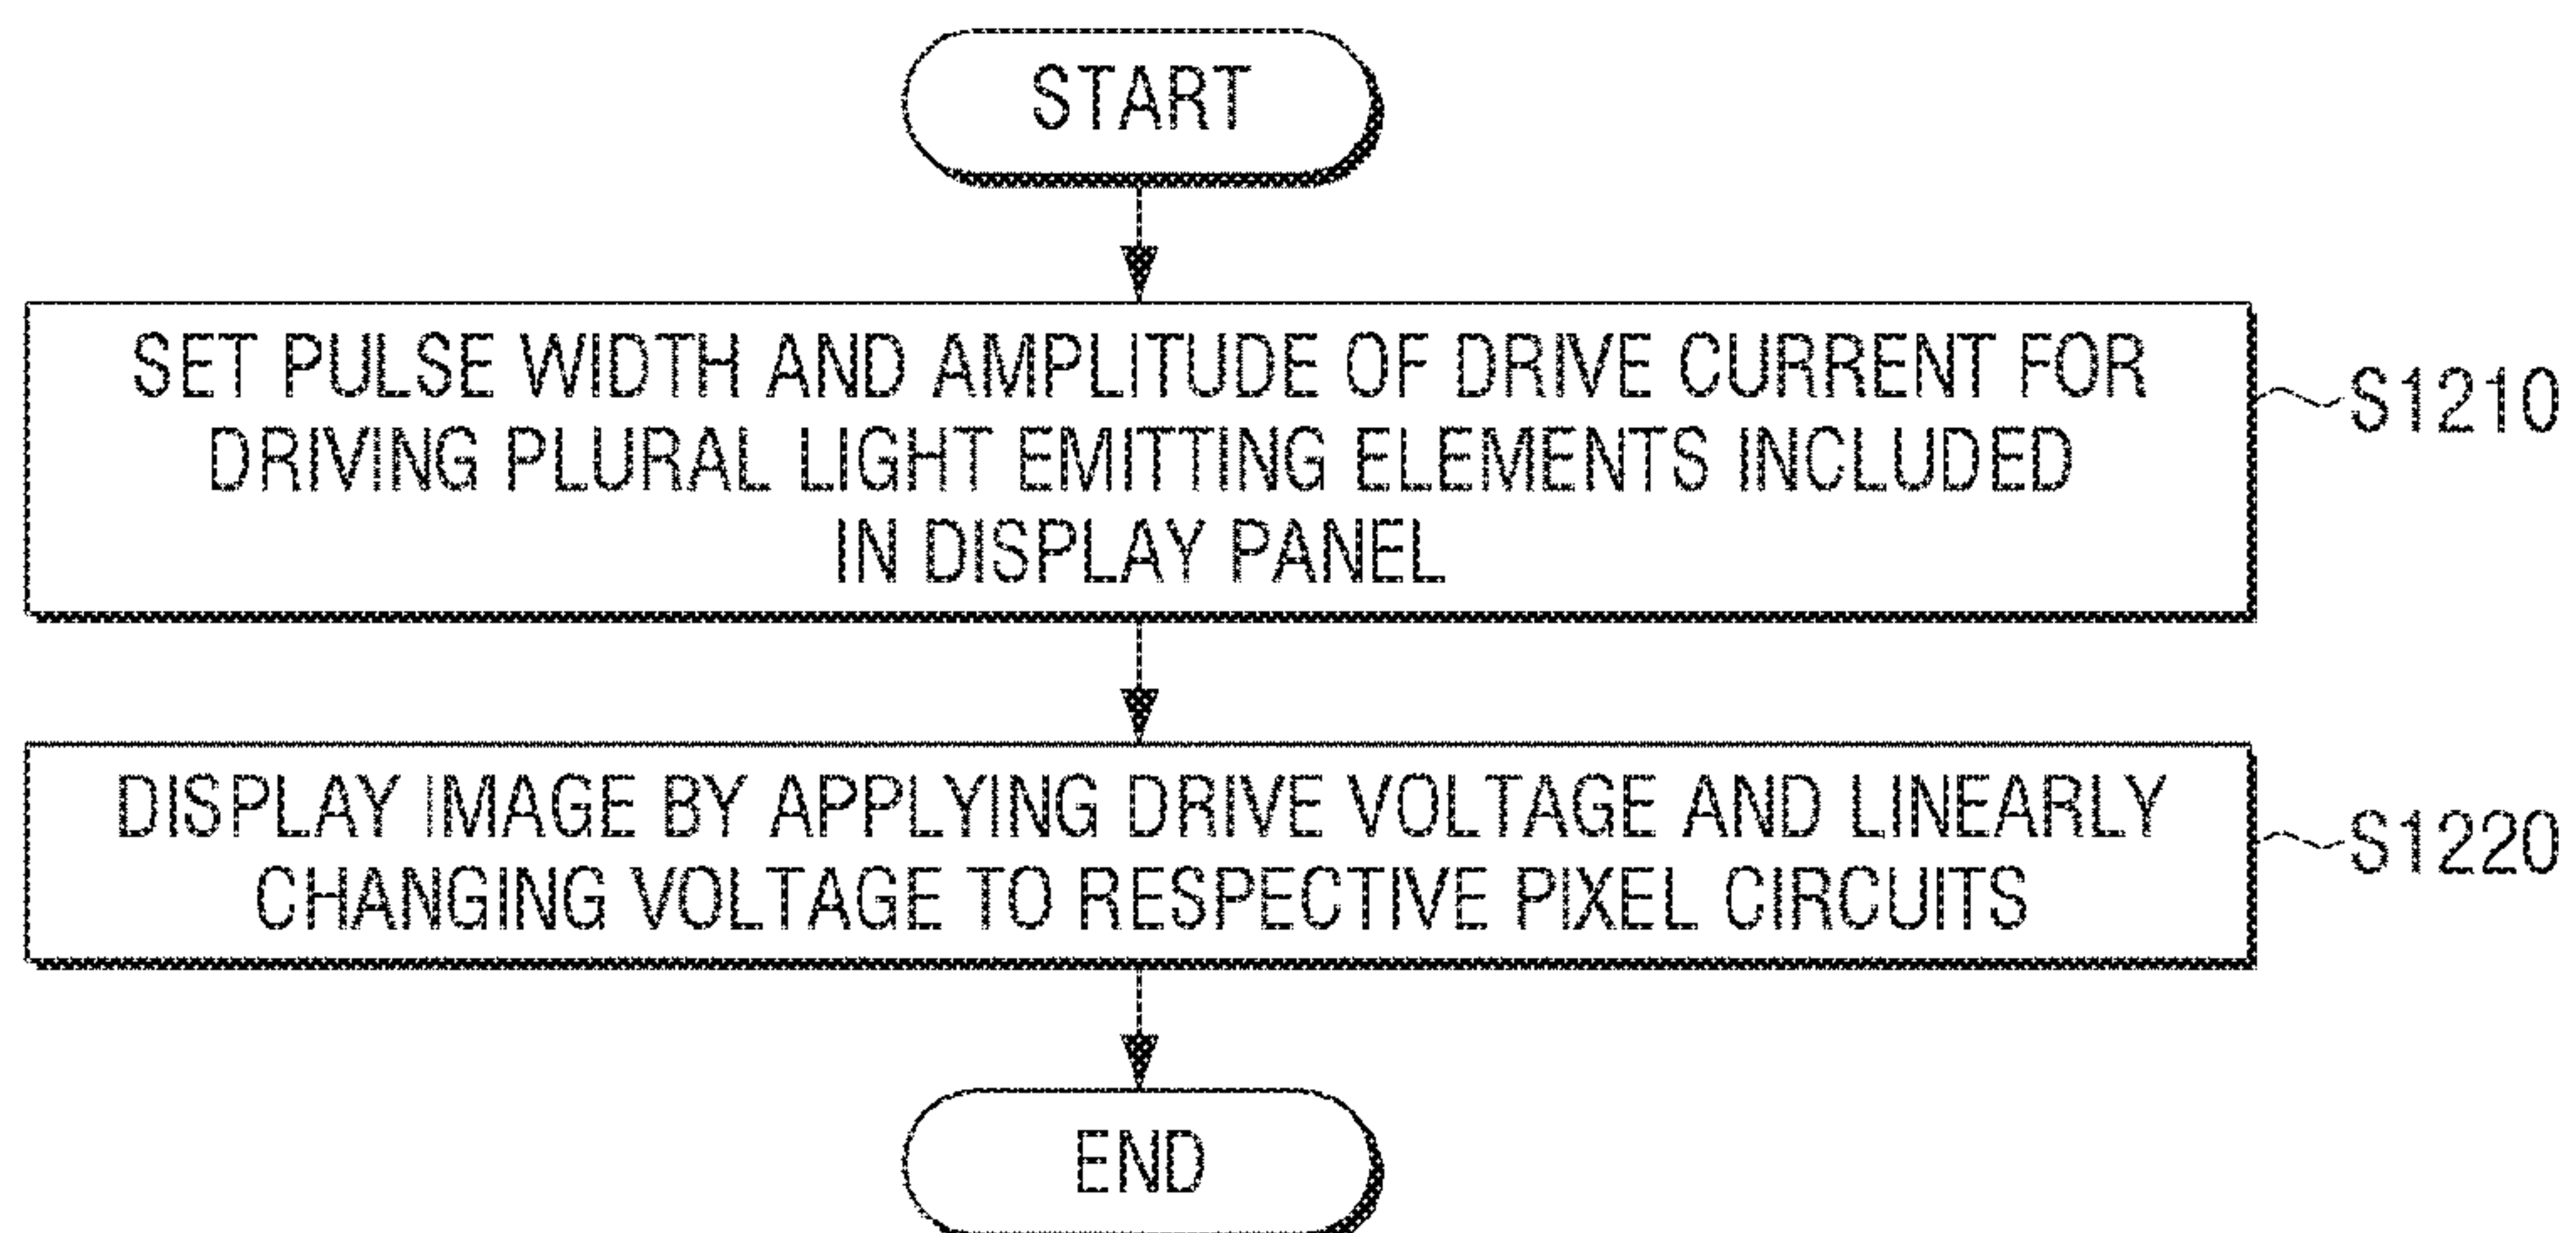 START
SET PULSE WIDTH AND AMPLITUDE OF DRIVE CURRENT FOR
DRIVING PLURAL LIGHT EMITTING ELEMENTS INCLUDED
IN DISPLAY PANEL
S1210
DISPLAY IMAGE BY APPLYING DRIVE VOLTAGE AND LINEARLY
CHANGING VOLTAGE TO RESPECTIVE PIXEL CIRCUITS
S1220
END